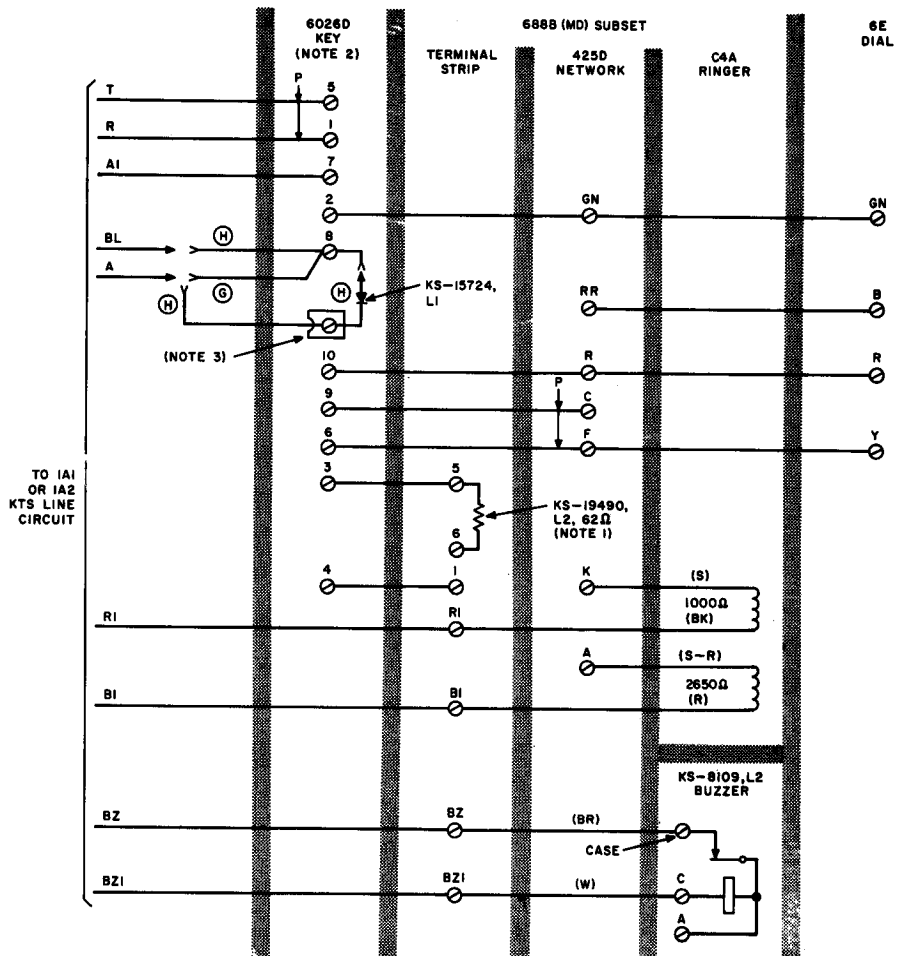 6026D
KEY
(NOTE 2)
688B (MD) SUBSET
TERMINAL
STRIP
425D
NETWORK
C4A
RINGER
6E
DIAL
T
P
5
R
1
A1
7
2
GN
GN
BL
H
8
A
G
H
H
KS-15724,
L1
RR
B
(NOTE 3)
10
R
R
9
P
C
6
F
Y
3
5
TO 1A1
OR 1A2
KTS LINE
CIRCUIT
KS-19490,
L2, 62Ω
(NOTE 1)
6
4
1
K
(S)
1000Ω
(BK)
R1
R1
A
(S-R)
2650Ω
(R)
B1
B1
KS-8109, L2
BUZZER
BZ
BZ
(BR)
CASE
BZ1
BZ1
(W)
C
A